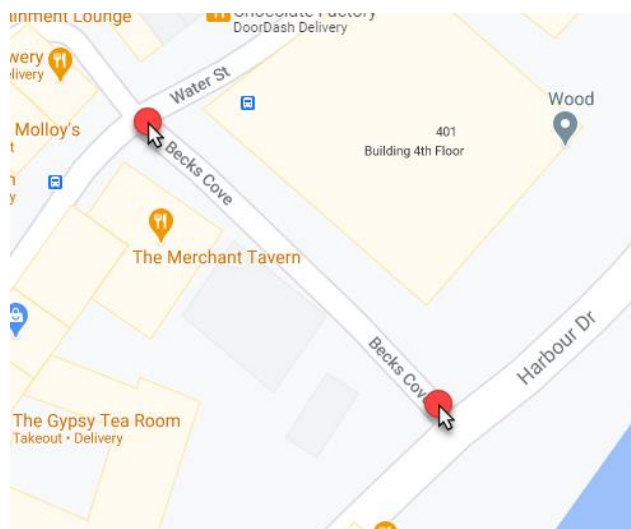 ainment Lounge
Chocolate Factory
DoorDash Delivery
wery
elivery
Water St
Wood
Molloy's
t
401
Building 4th Floor
Becks Cove
n
y
The Merchant Tavern
Harbour Dr
Becks Cove
The Gypsy Tea Room
Takeout • Delivery